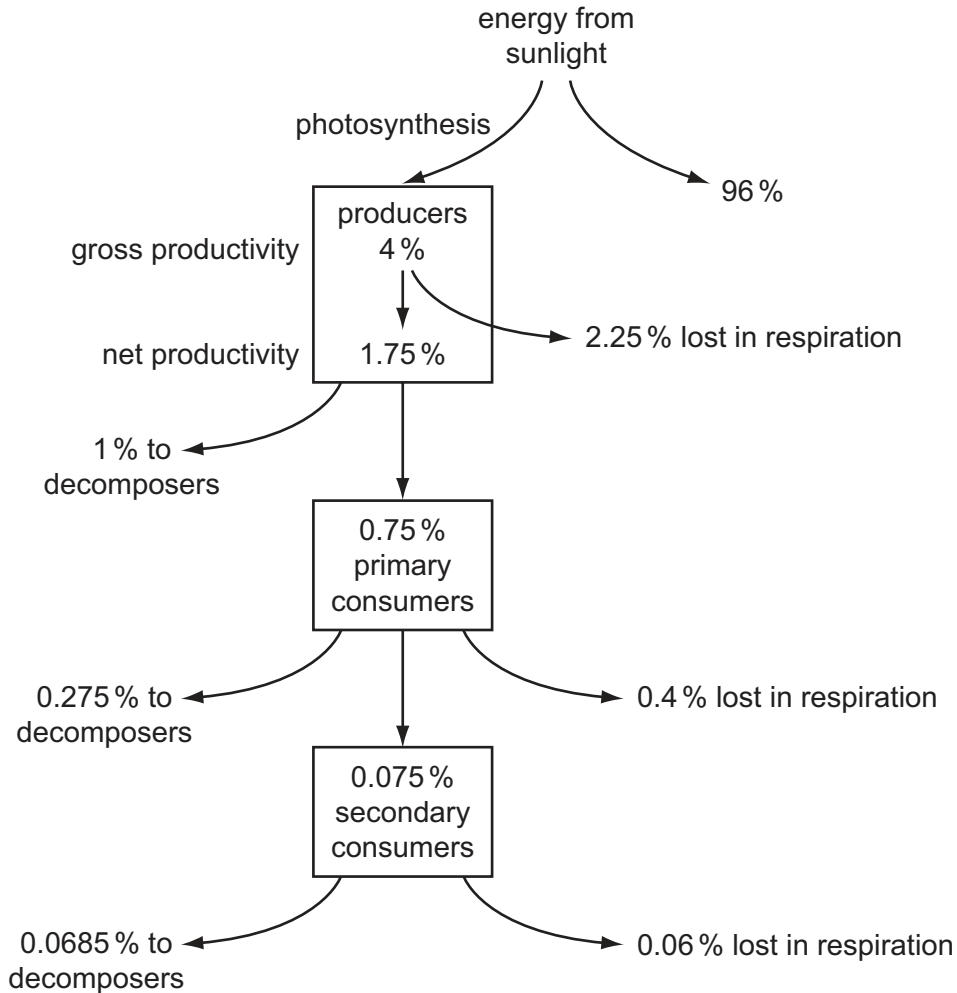 energy from
sunlight
photosynthesis
96 %
producers
gross productivity
4 %
2.25 % lost in respiration
net productivity
1.75 %
1 % to
decomposers
0.75 %
primary
consumers
0.275 % to
decomposers
0.4 % lost in respiration
0.075 %
secondary
consumers
0.0685 % to
decomposers
0.06 % lost in respiration